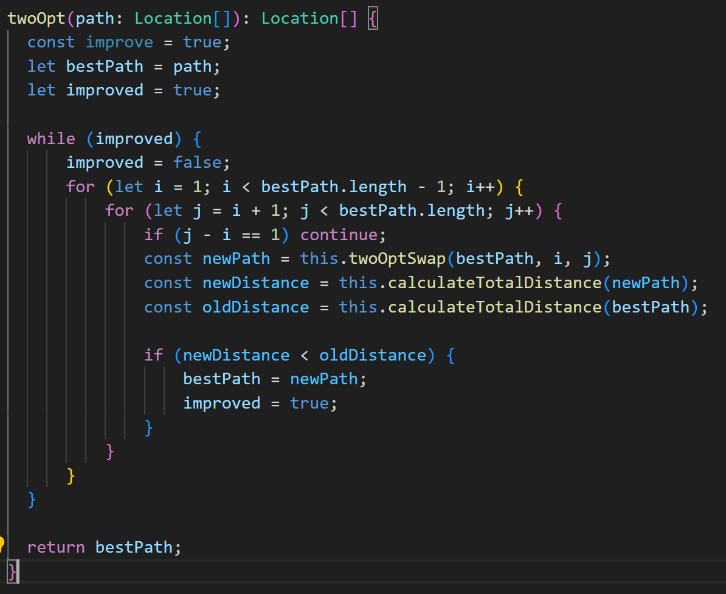 twoOpt(path: Location[]): Location[] {
const improve = true;
let bestPath = path;
let improved = true;
while (improved) {
improved = false;
for (let i = 1; i < bestPath.length - 1; i++) {
for (let j = i + 1; j < bestPath.length; j++) {
if (j - i == 1) continue;
const newPath = this.twoOptSwap(bestPath, i, j);
const newDistance = this.calculateTotalDistance(newPath);
const oldDistance = this.calculateTotalDistance(bestPath);
if (newDistance < oldDistance) {
bestPath = newPath;
improved = true;
}
}
}
}
return bestPath;
}